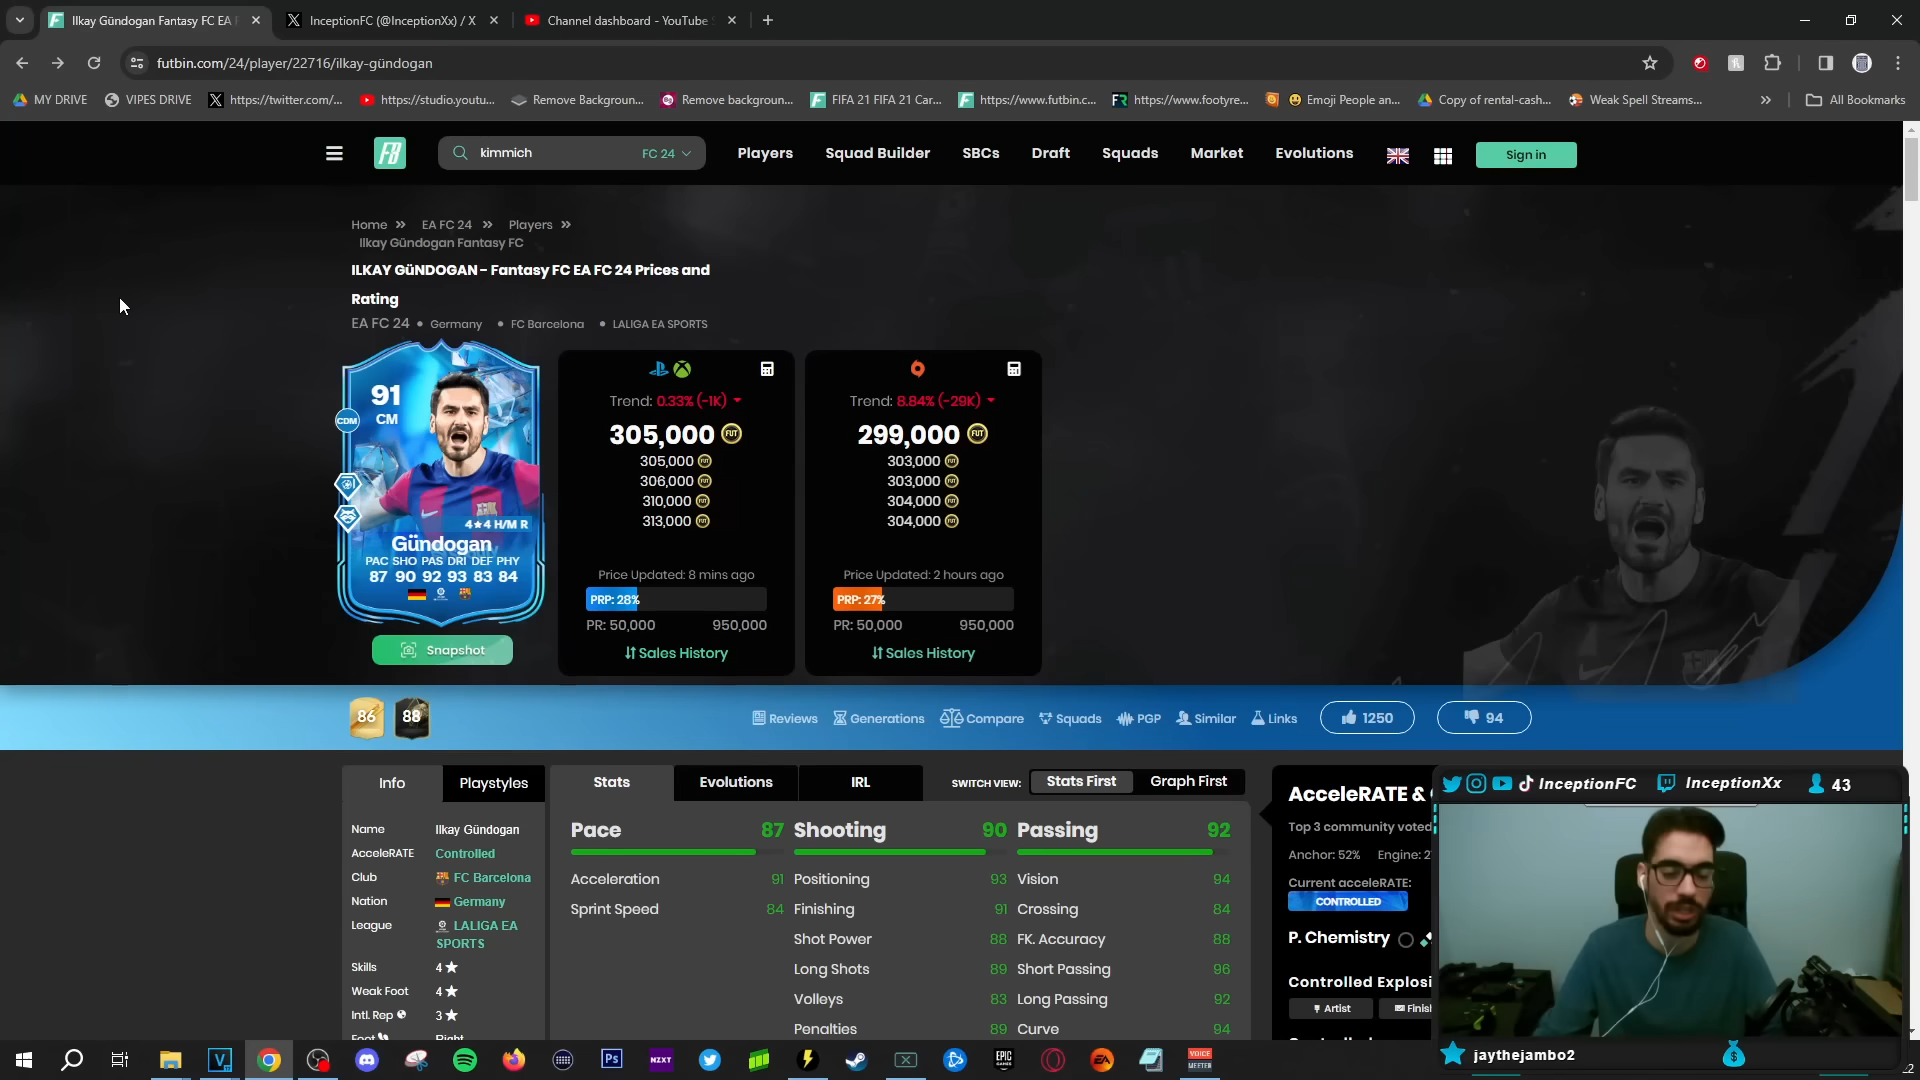 Ilkay Gündogan Fantasy FC EA
InceptionFC (@InceptionXx) / X
Channel dashboard - YouTube
futbin.com/24/player/22716/ilkay-gündogan
MY DRIVE
VIPES DRIVE
https://twitter.com/...
https://studio.youtu...
Remove Backgroun...
Remove backgroun...
FIFA 21 FIFA 21 Car...
https://www.futbin.c...
https://www.footyre...
Emoji People an...
Copy of rental-cash...
Weak Spell Streams...
All Bookmarks
kimmich
FC 24
Players
Squad Builder
SBCs
Draft
Squads
Market
Evolutions
Sign in
Home » EA FC 24 » Players »
Ilkay Gündogan Fantasy FC
ILKAY GüNDOGAN - Fantasy FC EA FC 24 Prices and
Rating
EA FC 24 • Germany • FC Barcelona • LALIGA EA SPORTS
91
CM
CDM
4★4 H/M R
Gündogan
PAC SHO PAS DRI DEF PHY
87 90 92 93 83 84
Snapshot
Trend: 0.33% (-1K)
305,000
305,000
306,000
310,000
313,000
Price Updated: 8 mins ago
PRP: 28%
PR: 50,000 950,000
Sales History
Trend: 8.84% (-29K)
299,000
303,000
303,000
304,000
304,000
Price Updated: 2 hours ago
PRP: 27%
PR: 50,000 950,000
Sales History
86
88
Reviews
Generations
Compare
Squads
PGP
Similar
Links
1250
94
Info
Playstyles
Stats
Evolutions
IRL
SWITCH VIEW:
Stats First
Graph First
Name Ilkay Gündogan
AcceleRATE Controlled
Club FC Barcelona
Nation Germany
League LALIGA EA
SPORTS
Skills 4★
Weak Foot 4★
Intl. Rep 3★
Foot Right
Pace 87
Acceleration 91
Sprint Speed 84
Shooting 90
Positioning 93
Finishing 91
Shot Power 88
Long Shots 89
Volleys 83
Penalties 89
Passing 92
Vision 94
Crossing 84
FK. Accuracy 88
Short Passing 96
Long Passing 92
Curve 94
AcceleRATE &
Top 3 community voted
Anchor: 52% Engine:
Current acceleRATE:
CONTROLLED
P. Chemistry
Controlled Explosi
Artist
Finis
InceptionFC
InceptionXx
43
jaythejambo2
V
Ps
NZXT
EPIC
GAMES
EA
VOICE
MEETER